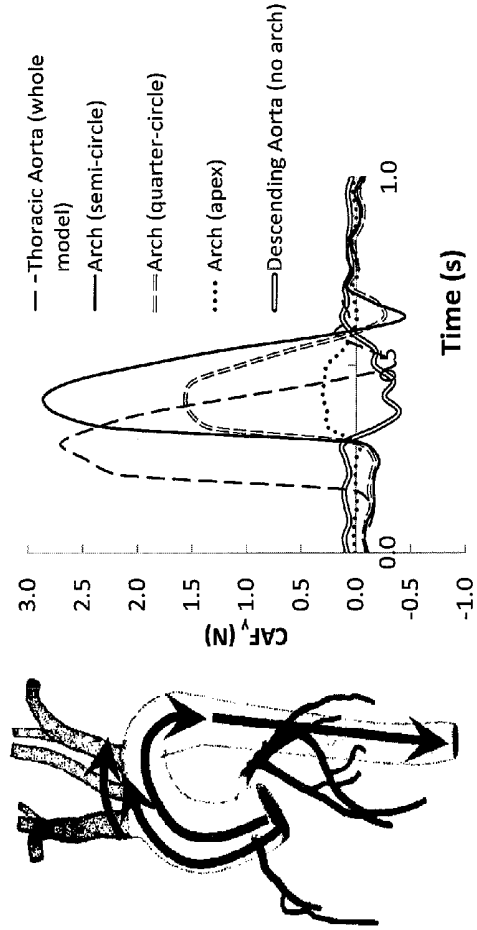 CAFy (N)
3.0
2.5
2.0
1.5
1.0
0.5
0.0
-0.5
-1.0
0.0
1.0
Time (s)
Thoracic Aorta (whole
model)
Arch (semi-circle)
Arch (quarter-circle)
Arch (apex)
Descending Aorta (no arch)